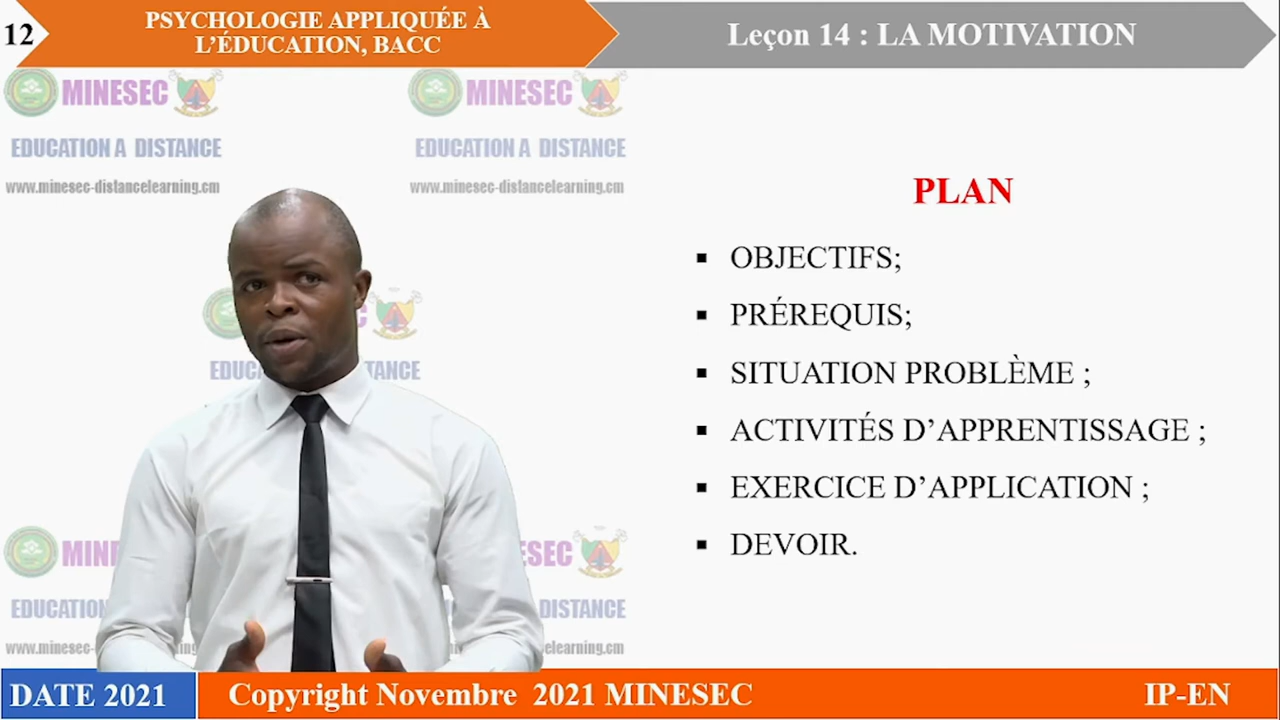 12
PSYCHOLOGIE APPLIQUÉE À
L’ÉDUCATION, BACC
Leçon 14 : LA MOTIVATION
MINESEC
MINESEC
EDUCATION A DISTANCE
EDUCATION A DISTANCE
www.minesec-distancelearning.cm
www.minesec-distancelearning.cm
PLAN
▪ OBJECTIFS;
▪ PRÉREQUIS;
▪ SITUATION PROBLÈME ;
▪ ACTIVITÉS D’APPRENTISSAGE ;
▪ EXERCICE D’APPLICATION ;
▪ DEVOIR.
DATE 2021
Copyright Novembre 2021 MINESEC
IP-EN